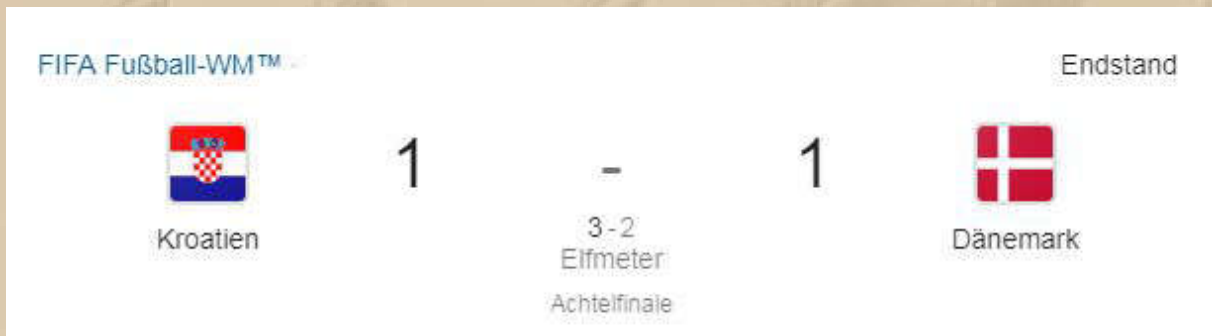 FIFA Fußball-WM™ Endstand
1 - 1
Kroatien 3 - 2 Dänemark
Elfmeter
Achtelfinale